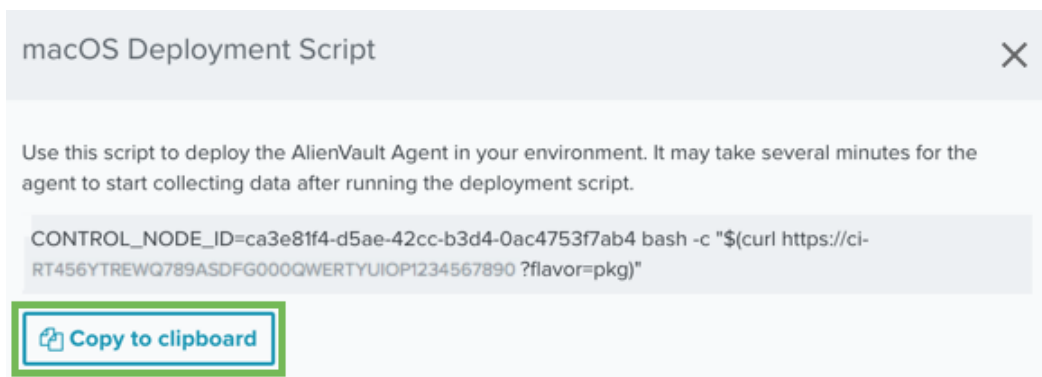 macOS Deployment Script
Use this script to deploy the AlienVault Agent in your environment. It may take several minutes for the
agent to start collecting data after running the deployment script.
CONTROL_NODE_ID=ca3e81f4-d5ae-42cc-b3d4-0ac4753f7ab4 bash -c "$(curl https://ci-
RT456YTREWQ789ASDFG000QWERTYUIOP1234567890 ?flavor=pkg)"
Copy to clipboard